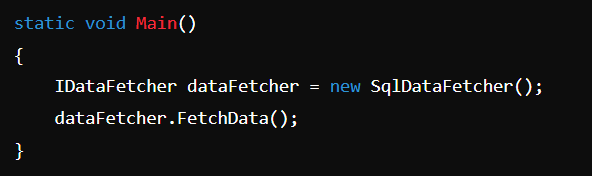 static void Main()
{
    IDataFetcher dataFetcher = new SqlDataFetcher();
    dataFetcher.FetchData();
}